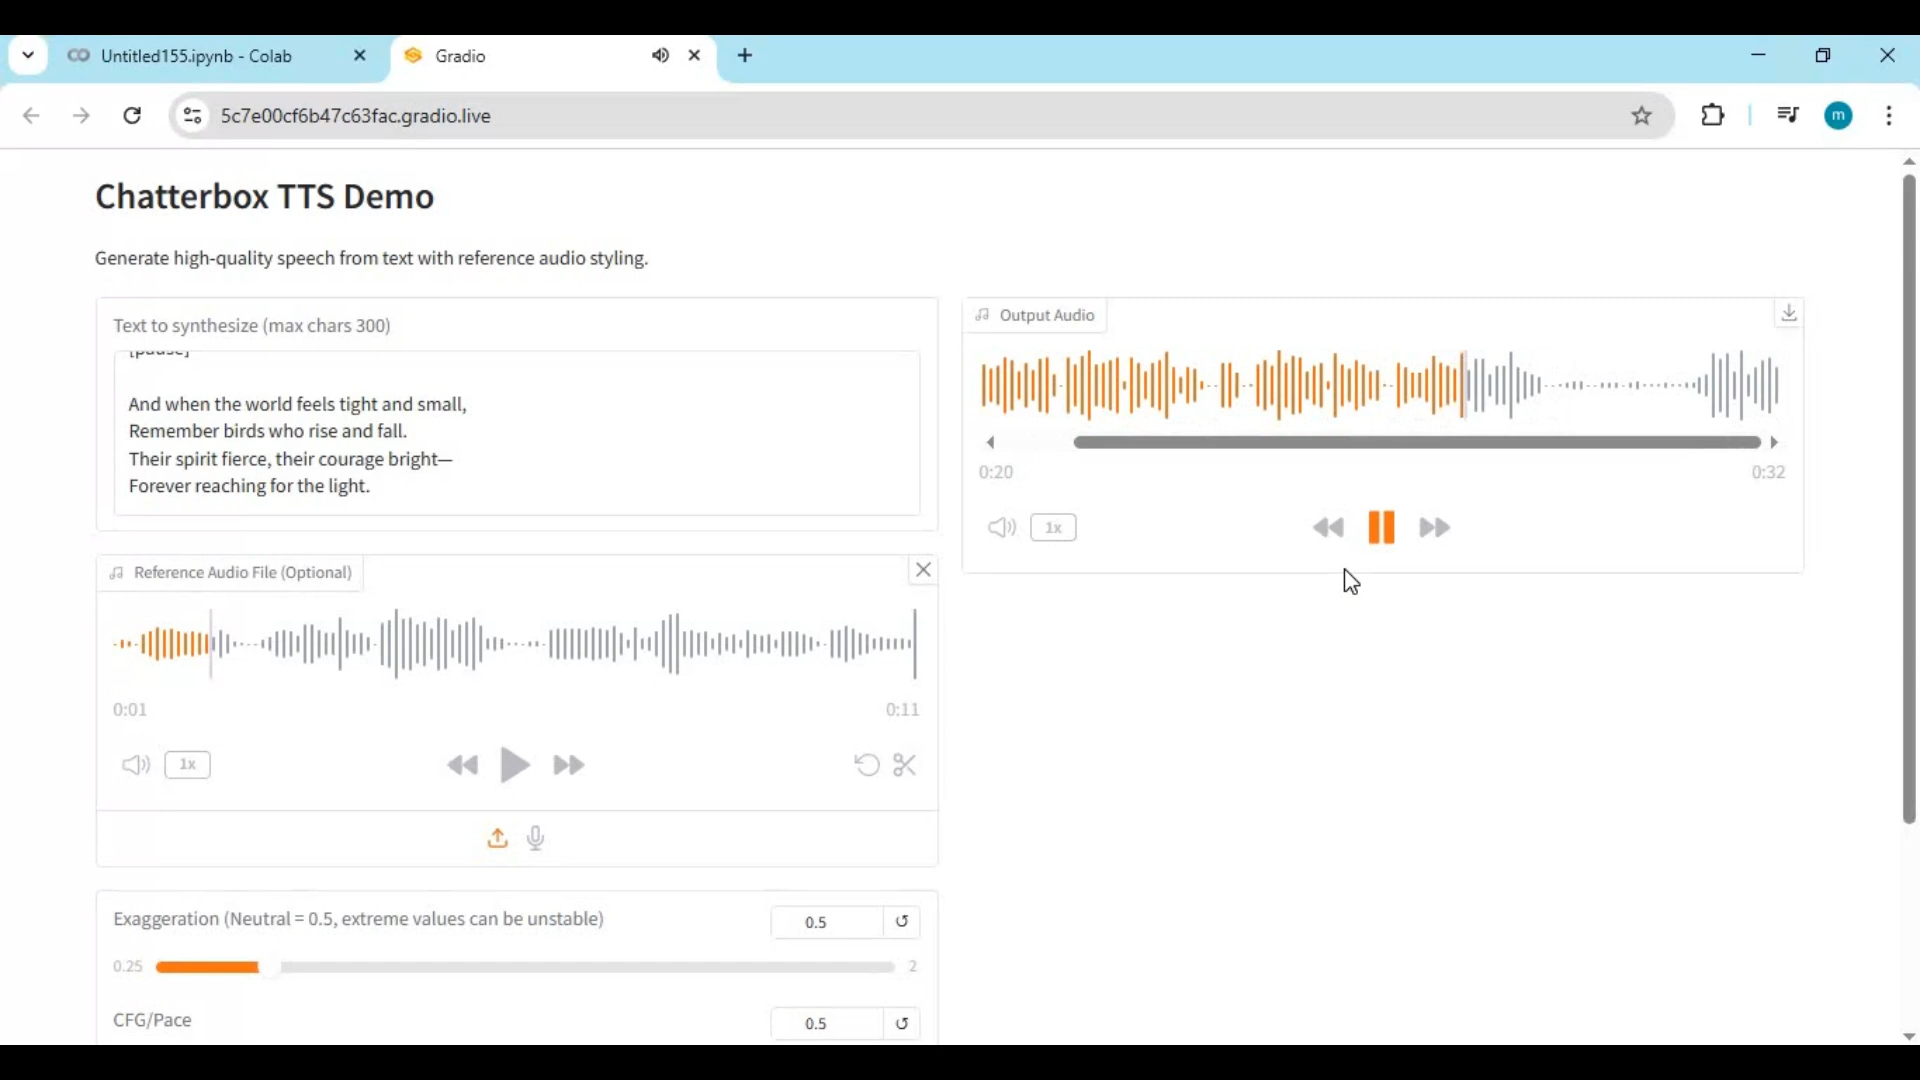 Untitled155.ipynb - Colab
Gradio
5c7e00cf6b47c63fac.gradio.live
m
Chatterbox TTS Demo
Generate high-quality speech from text with reference audio styling.
Text to synthesize (max chars 300)
[pause]
And when the world feels tight and small,
Remember birds who rise and fall.
Their spirit fierce, their courage bright—
Forever reaching for the light.
Reference Audio File (Optional)
0:01
0:11
1x
Exaggeration (Neutral = 0.5, extreme values can be unstable)
0.5
0.25
2
CFG/Pace
0.5
Output Audio
0:20
0:32
1x